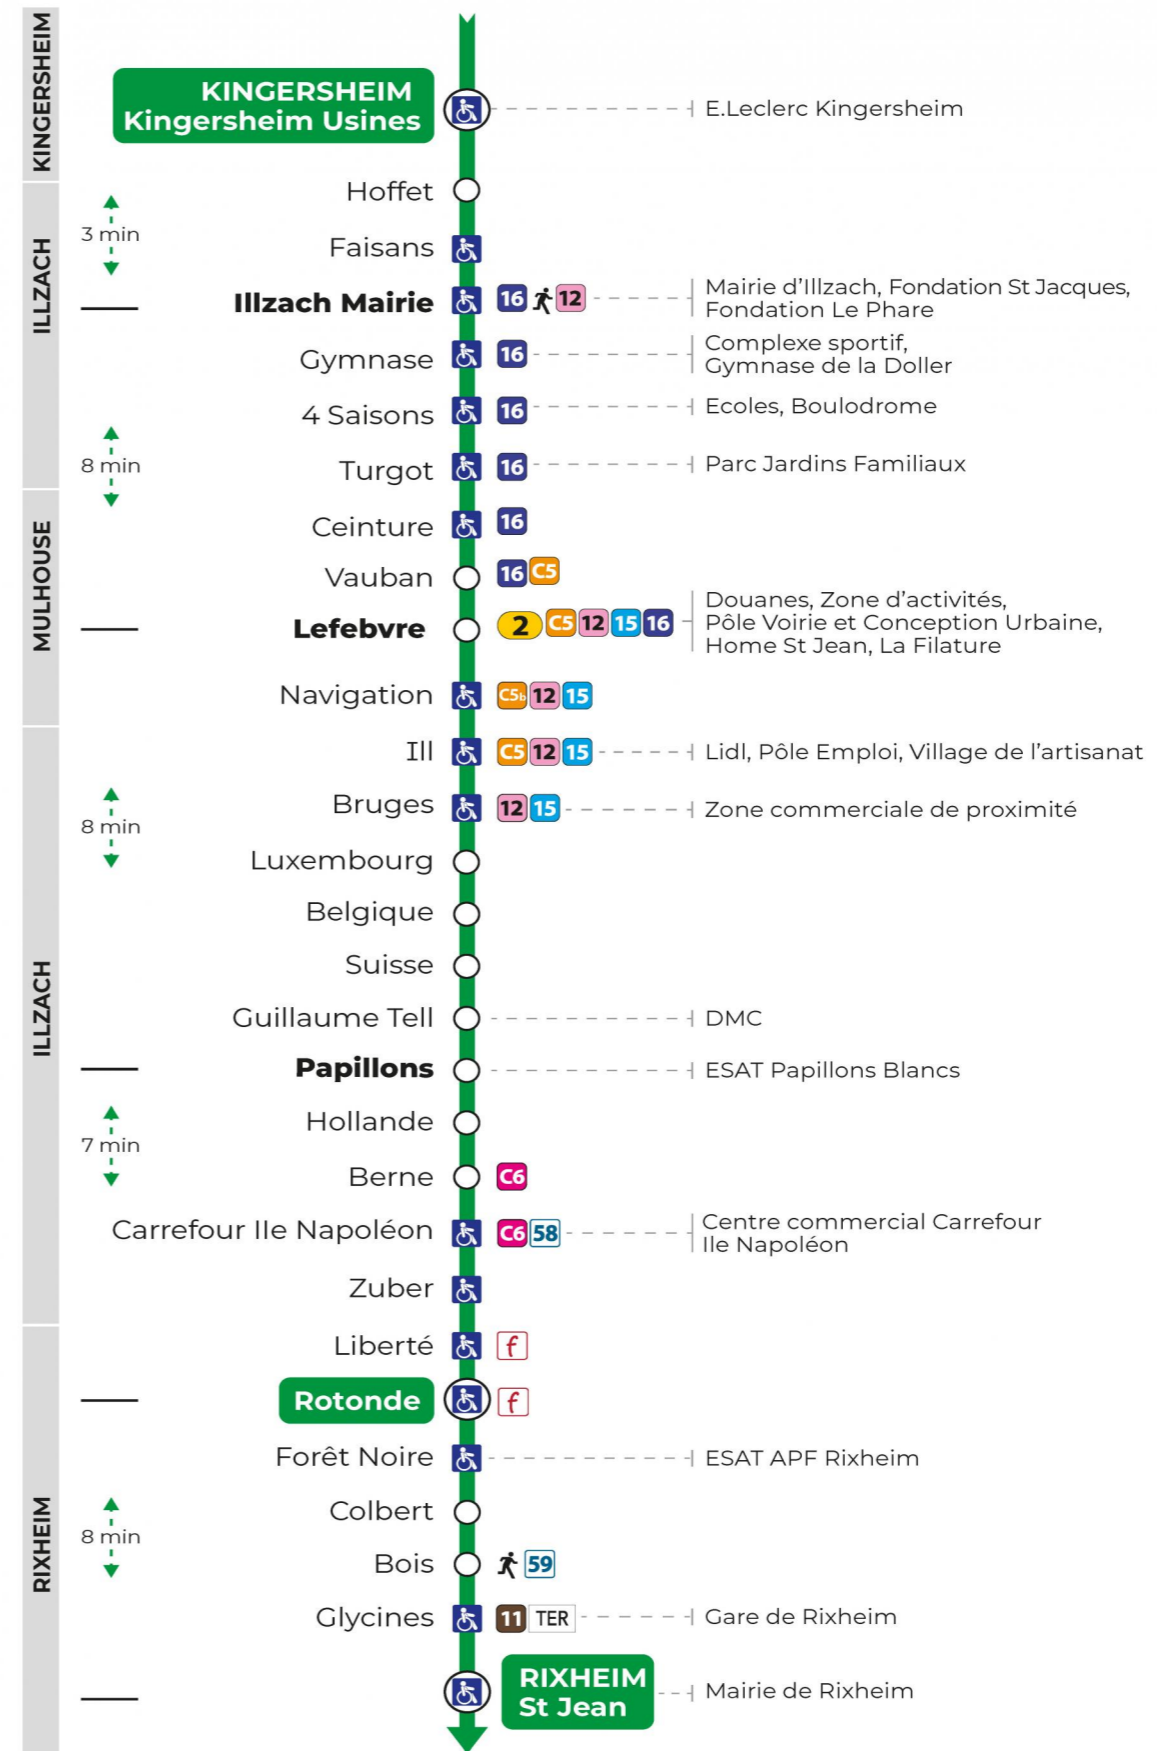 KINGERSHEIM
KINGERSHEIM
Kingersheim Usines
E.Leclerc Kingersheim
ILLZACH
Hoffet
3 min
Faisans
Illzach Mairie
16
12
Mairie d'Illzach, Fondation St Jacques,
Fondation Le Phare
Gymnase
16
Complexe sportif,
Gymnase de la Doller
4 Saisons
16
Ecoles, Boulodrome
8 min
Turgot
16
Parc Jardins Familiaux
MULHOUSE
Ceinture
16
Vauban
16 C5
Lefebvre
2 C5 12 15 16
Douanes, Zone d'activités,
Pôle Voirie et Conception Urbaine,
Home St Jean, La Filature
Navigation
C5b 12 15
ILLZACH
Ill
C5 12 15
Lidl, Pôle Emploi, Village de l'artisanat
Bruges
12 15
Zone commerciale de proximité
8 min
Luxembourg
Belgique
Suisse
Guillaume Tell
DMC
Papillons
ESAT Papillons Blancs
Hollande
7 min
Berne
C6
Carrefour Ile Napoléon
C6 58
Centre commercial Carrefour
Ile Napoléon
Zuber
RIXHEIM
Liberté
f
Rotonde
f
Forêt Noire
ESAT APF Rixheim
Colbert
8 min
Bois
59
Glycines
11 TER
Gare de Rixheim
RIXHEIM
St Jean
Mairie de Rixheim